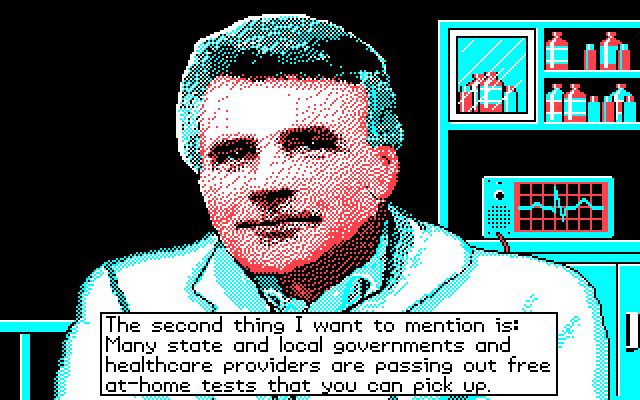 The second thing I want to mention is:
Many state and local governments and
healthcare providers are passing out free
at-home tests that you can pick up.